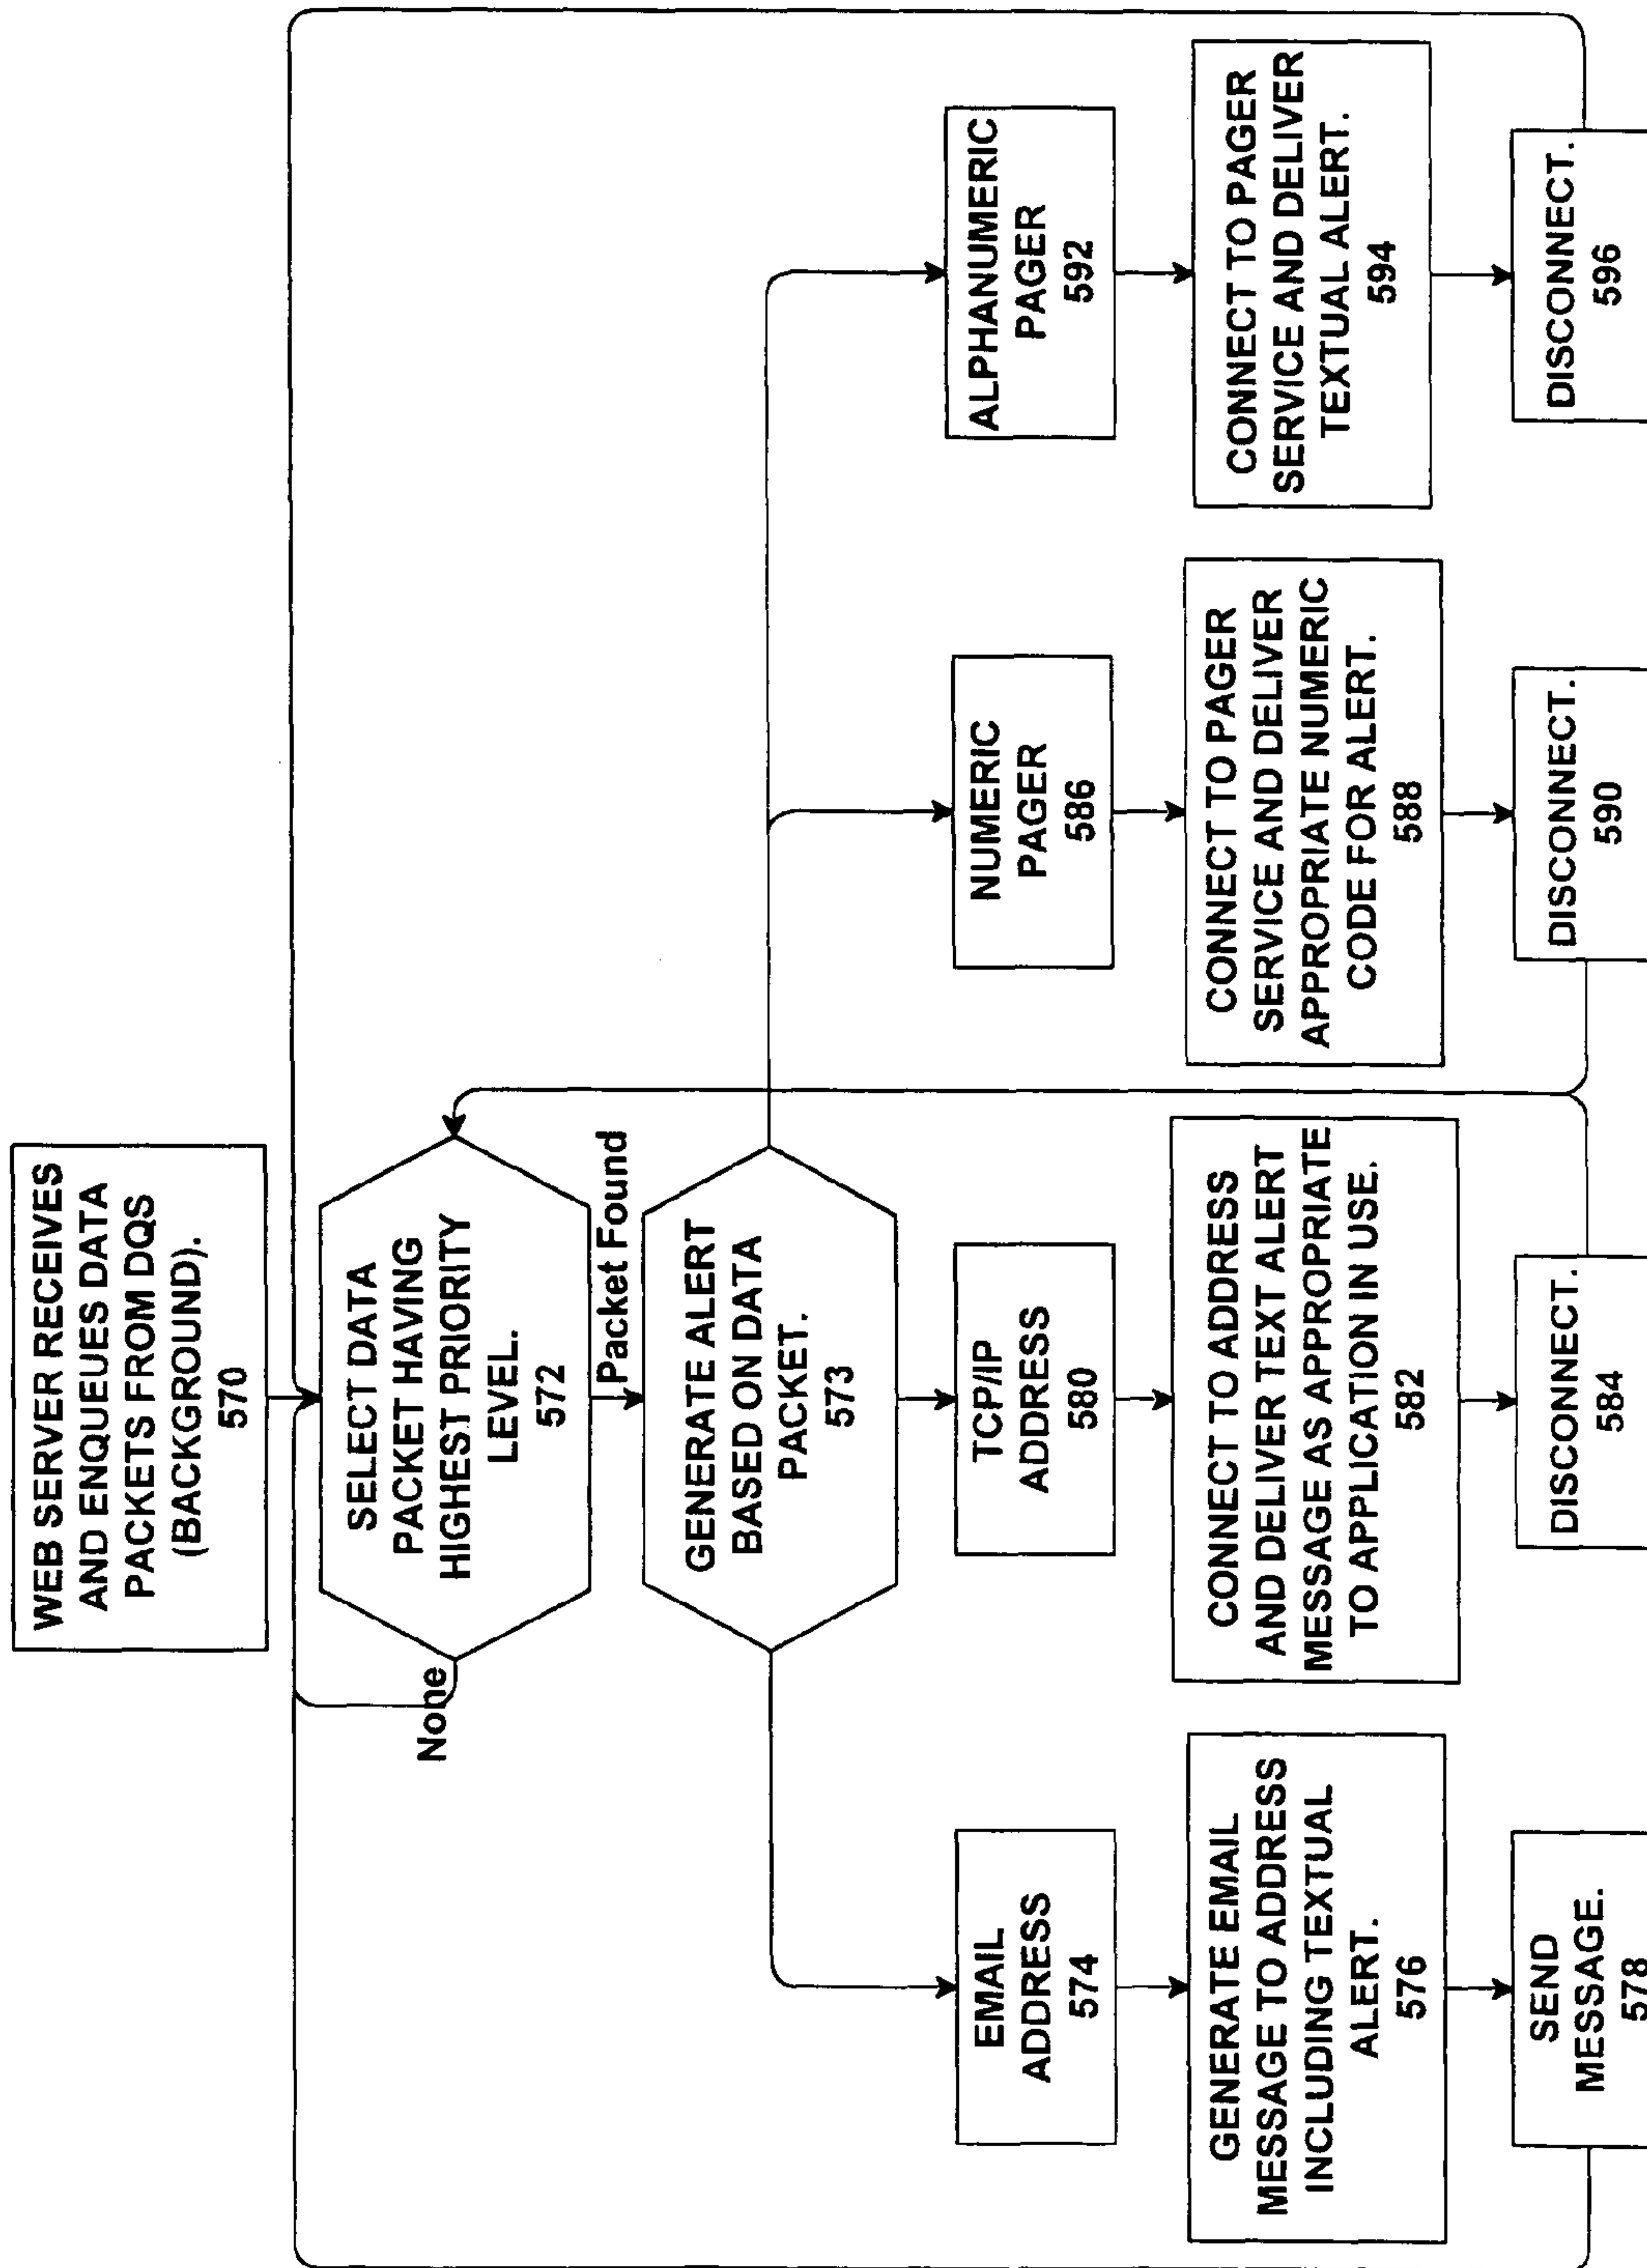 WEB SERVER RECEIVES
AND ENQUEUES DATA
PACKETS FROM DQS
(BACKGROUND).
570
SELECT DATA
PACKET HAVING
HIGHEST PRIORITY
LEVEL.
572
None
Packet Found
GENERATE ALERT
BASED ON DATA
PACKET.
573
EMAIL
ADDRESS
574
GENERATE EMAIL
MESSAGE TO ADDRESS
INCLUDING TEXTUAL
ALERT.
576
SEND
MESSAGE.
578
TCP/IP
ADDRESS
580
CONNECT TO ADDRESS
AND DELIVER TEXT ALERT
MESSAGE AS APPROPRIATE
TO APPLICATION IN USE.
582
DISCONNECT.
584
NUMERIC
PAGER
586
CONNECT TO PAGER
SERVICE AND DELIVER
APPROPRIATE NUMERIC
CODE FOR ALERT.
588
DISCONNECT.
590
ALPHANUMERIC
PAGER
592
CONNECT TO PAGER
SERVICE AND DELIVER
TEXTUAL ALERT.
594
DISCONNECT.
596